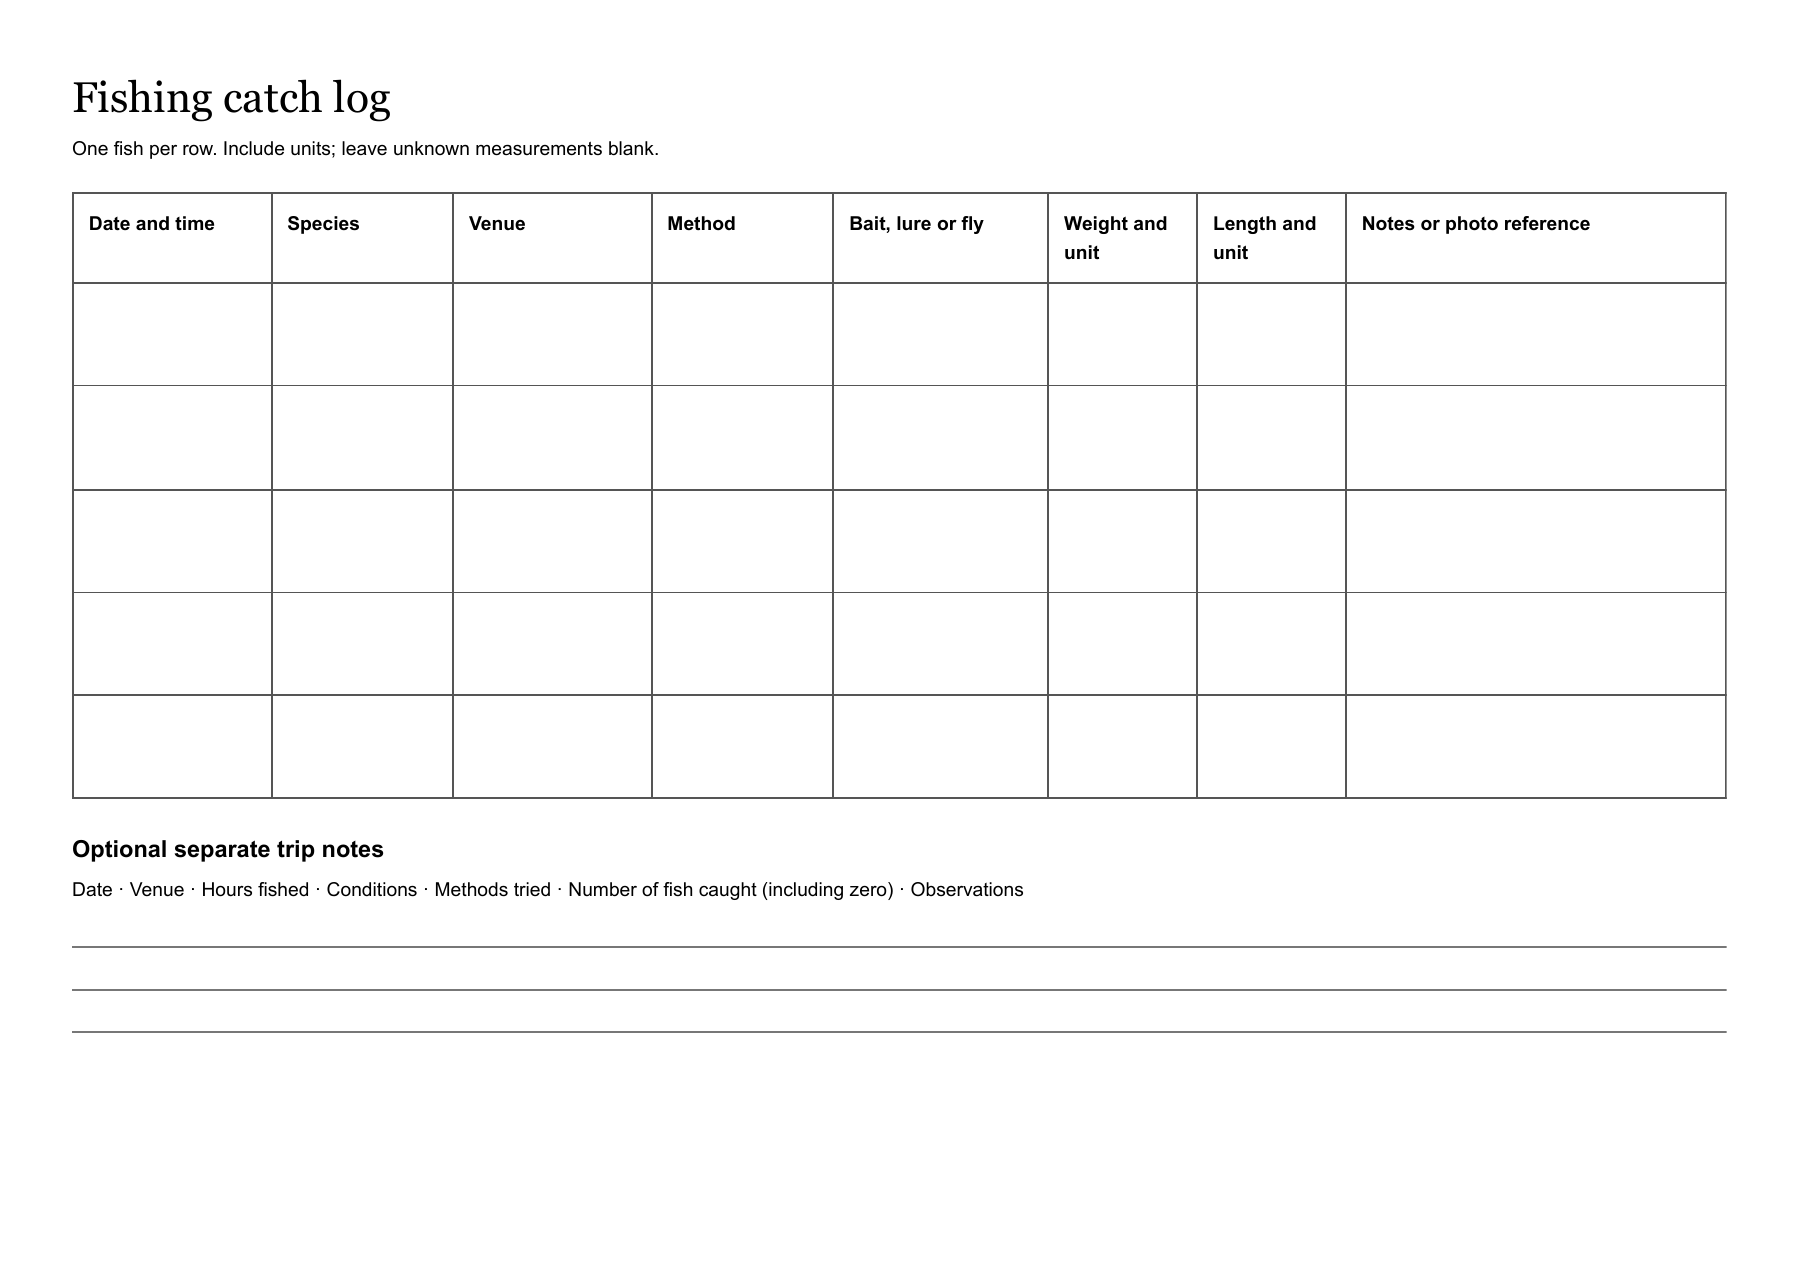 Fishing catch log
One fish per row. Include units; leave unknown measurements blank.
Date and time
Species
Venue
Method
Bait, lure or fly
Weight and
unit
Length and
unit
Notes or photo reference
Optional separate trip notes
Date · Venue · Hours fished · Conditions · Methods tried · Number of fish caught (including zero) · Observations